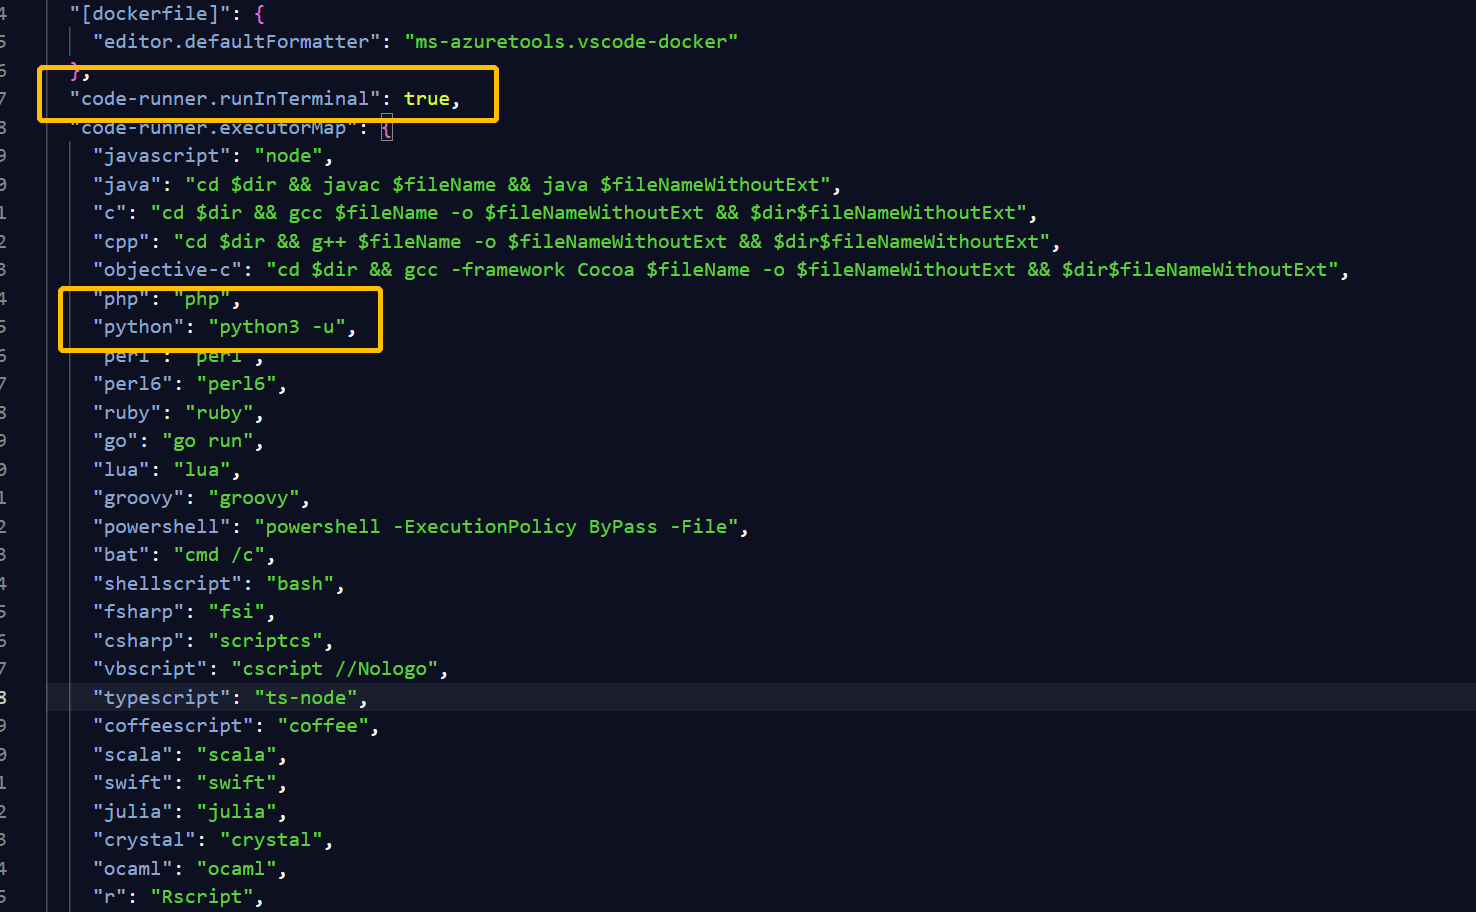 4 "[dockerfile]": {
5 "editor.defaultFormatter": "ms-azuretools.vscode-docker"
6 },
7 "code-runner.runInTerminal": true,
8 "code-runner.executorMap": {
9 "javascript": "node",
0 "java": "cd $dir && javac $fileName && java $fileNameWithoutExt",
1 "c": "cd $dir && gcc $fileName -o $fileNameWithoutExt && $dir$fileNameWithoutExt",
2 "cpp": "cd $dir && g++ $fileName -o $fileNameWithoutExt && $dir$fileNameWithoutExt",
3 "objective-c": "cd $dir && gcc -framework Cocoa $fileName -o $fileNameWithoutExt && $dir$fileNameWithoutExt",
4 "php": "php",
5 "python": "python3 -u",
6 "perl": "perl",
7 "perl6": "perl6",
8 "ruby": "ruby",
9 "go": "go run",
0 "lua": "lua",
1 "groovy": "groovy",
2 "powershell": "powershell -ExecutionPolicy ByPass -File",
3 "bat": "cmd /c",
4 "shellscript": "bash",
5 "fsharp": "fsi",
6 "csharp": "scriptcs",
7 "vbscript": "cscript //Nologo",
8 "typescript": "ts-node",
9 "coffeescript": "coffee",
0 "scala": "scala",
1 "swift": "swift",
2 "julia": "julia",
3 "crystal": "crystal",
4 "ocaml": "ocaml",
5 "r": "Rscript",